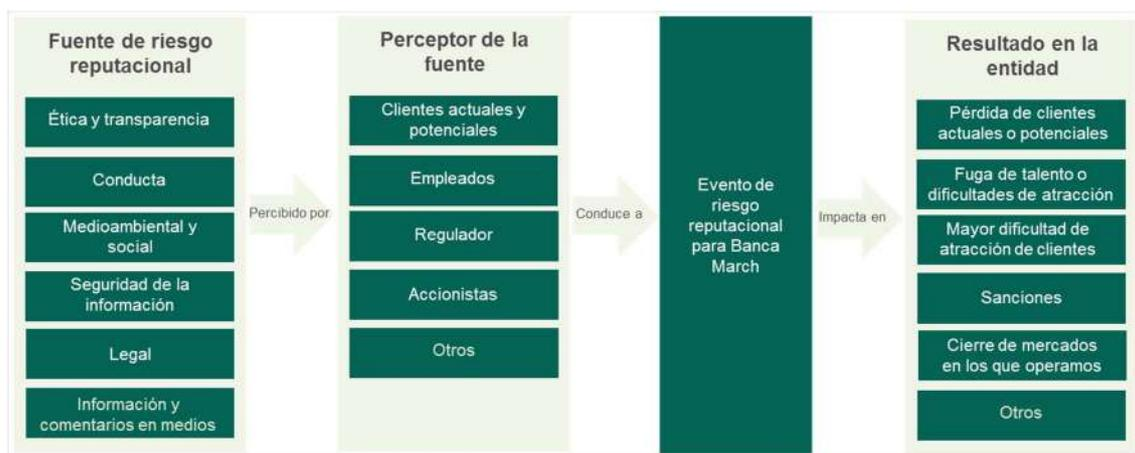 Fuente de riesgo
reputacional
Ética y transparencia
Conducta
Medioambiental y
social
Seguridad de la
información
Legal
Información y
comentarios en medios
Percibido por
Perceptor de la
fuente
Clientes actuales y
potenciales
Empleados
Regulador
Accionistas
Otros
Conduce a
Evento de
riesgo
reputacional
para Banca
March
Impacta en
Resultado en la
entidad
Pérdida de clientes
actuales o potenciales
Fuga de talento o
dificultades de atracción
Mayor dificultad de
atracción de clientes
Sanciones
Cierre de mercados
en los que operamos
Otros